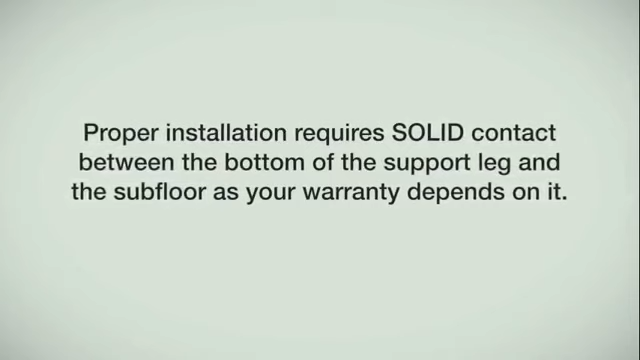 Proper installation requires SOLID contact
between the bottom of the support leg and
the subfloor as your warranty depends on it.